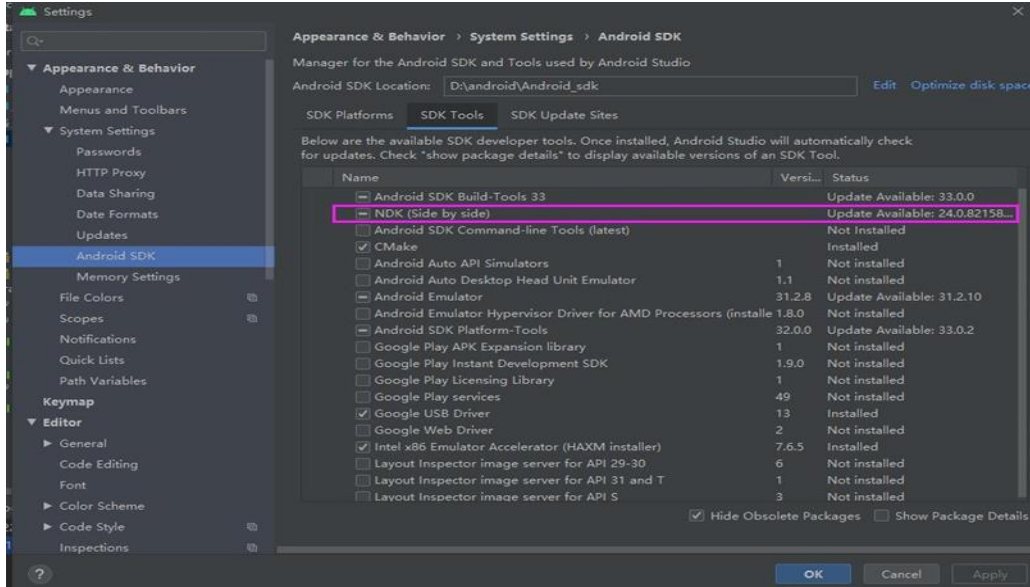 Settings
Appearance & Behavior › System Settings › Android SDK
Manager for the Android SDK and Tools used by Android Studio
Android SDK Location: D:\android\Android_sdk Edit Optimize disk space
SDK Platforms SDK Tools SDK Update Sites
Below are the available SDK developer tools. Once installed, Android Studio will automatically check
for updates. Check "show package details" to display available versions of an SDK Tool.
Name Versi... Status
Android SDK Build-Tools 33 Update Available: 33.0.0
NDK (Side by side) Update Available: 24.0.82158...
Android SDK Command-line Tools (latest) Not Installed
CMake Installed
Android Auto API Simulators 1 Not installed
Android Auto Desktop Head Unit Emulator 1.1 Not installed
Android Emulator 31.2.8 Update Available: 31.2.10
Android Emulator Hypervisor Driver for AMD Processors (installe 1.8.0 Not installed
Android SDK Platform-Tools 32.0.0 Update Available: 33.0.2
Google Play APK Expansion library 1 Not installed
Google Play Instant Development SDK 1.9.0 Not installed
Google Play Licensing Library 1 Not installed
Google Play services 49 Not installed
Google USB Driver 13 Installed
Google Web Driver 2 Not installed
Intel x86 Emulator Accelerator (HAXM installer) 7.6.5 Installed
Layout Inspector image server for API 29-30 6 Not installed
Layout Inspector image server for API 31 and T 1 Not installed
Layout Inspector image server for API S 3 Not installed
Hide Obsolete Packages Show Package Details
Appearance & Behavior
Appearance
Menus and Toolbars
System Settings
Passwords
HTTP Proxy
Data Sharing
Date Formats
Updates
Android SDK
Memory Settings
File Colors
Scopes
Notifications
Quick Lists
Path Variables
Keymap
Editor
General
Code Editing
Font
Color Scheme
Code Style
Inspections
? OK Cancel Apply